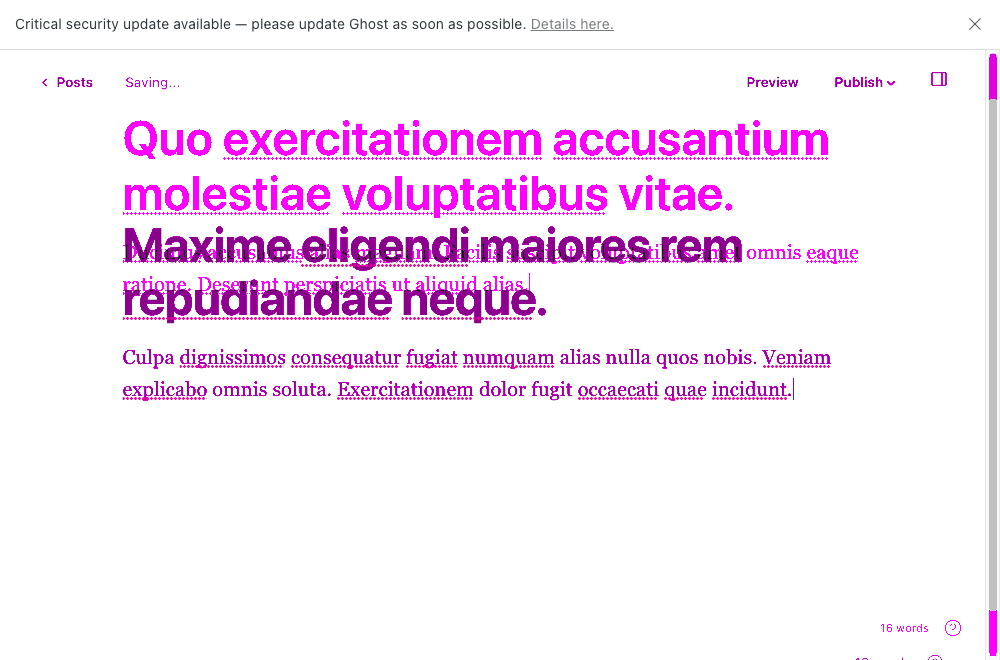 Critical security update available — please update Ghost as soon as possible. Details here.
Posts
Saving...
Preview
Publish
Quo exercitationem accusantium
molestiae voluptatibus vitae.
Maxime eligendi maiores rem
omnis eaque
ratione. Deserunt perspiciatis ut aliquid alias.
repudiandae neque.
Culpa dignissimos consequatur fugiat numquam alias nulla quos nobis. Veniam
explicabo omnis soluta. Exercitationem dolor fugit occaecati quae incidunt.
16 words